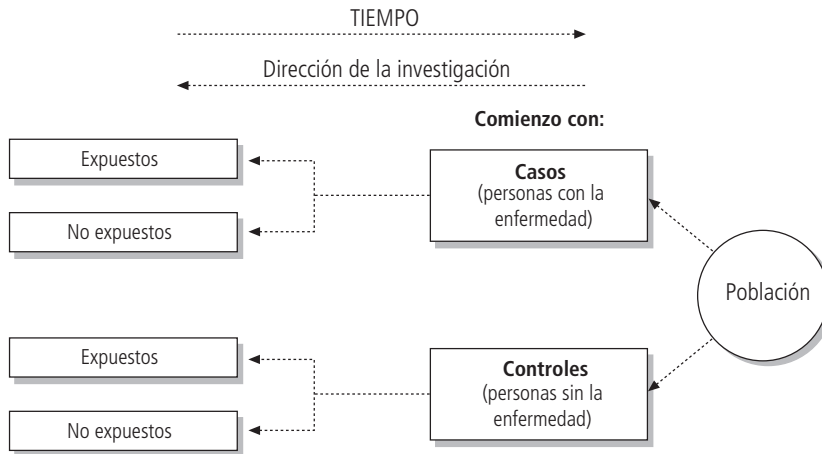 TIEMPO
Dirección de la investigación
Comienzo con:
Expuestos
No expuestos
Casos
(personas con la
enfermedad)
Población
Expuestos
No expuestos
Controles
(personas sin la
enfermedad)